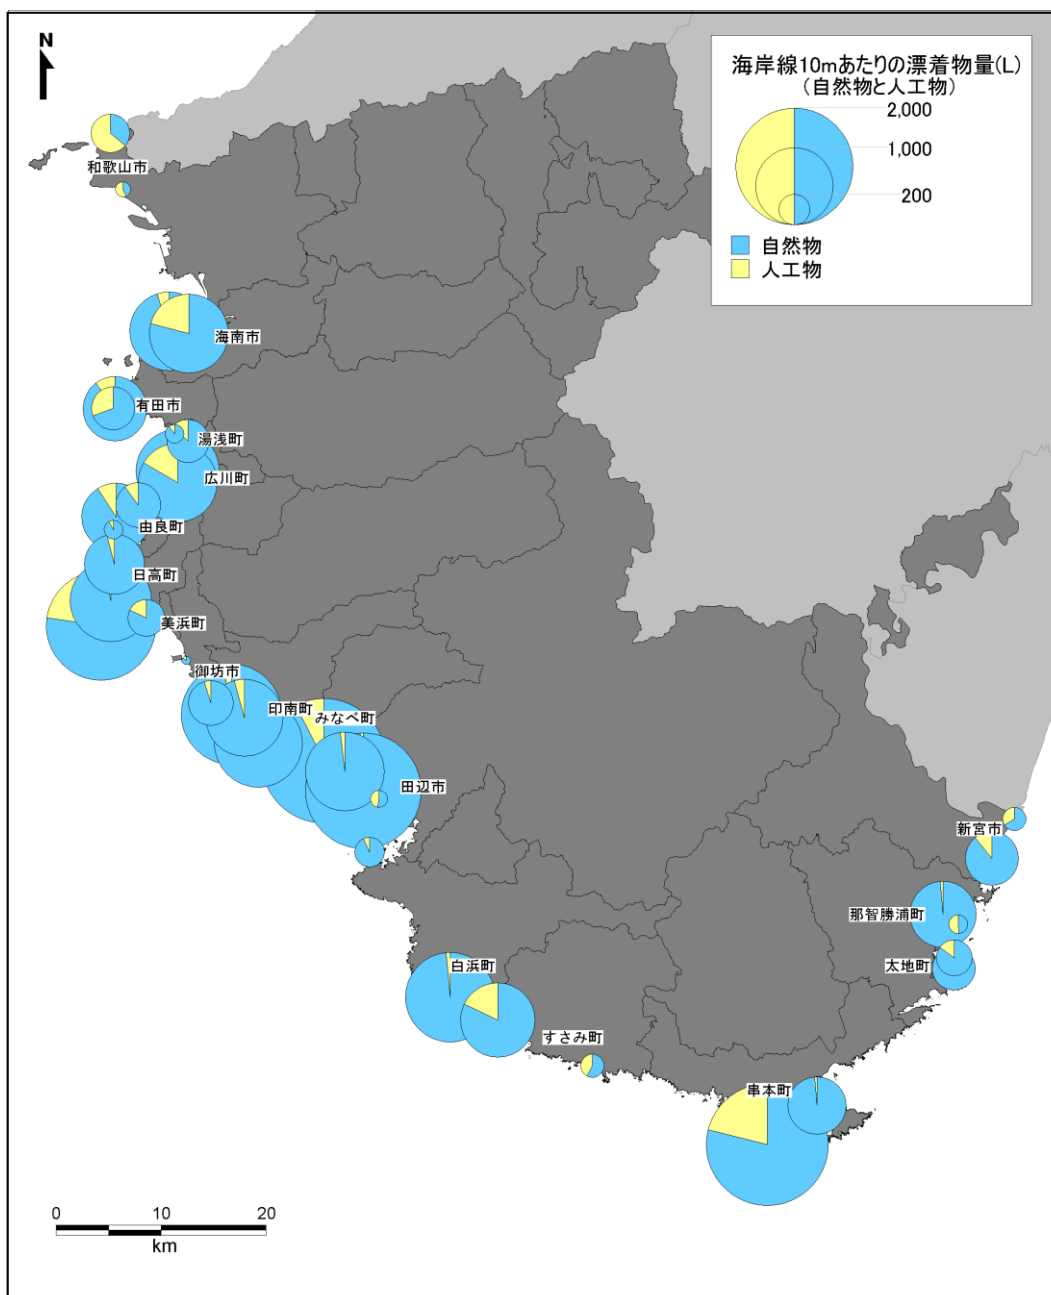 N
海岸線10mあたりの漂着物量(L)
(自然物と人工物)
2,000
1,000
200
自然物
人工物
和歌山市
海南市
有田市
湯浅町
広川町
由良町
日高町
美浜町
御坊市
印南町
みなべ町
田辺市
新宮市
那智勝浦町
太地町
白浜町
すさみ町
串本町
0 10 20
km